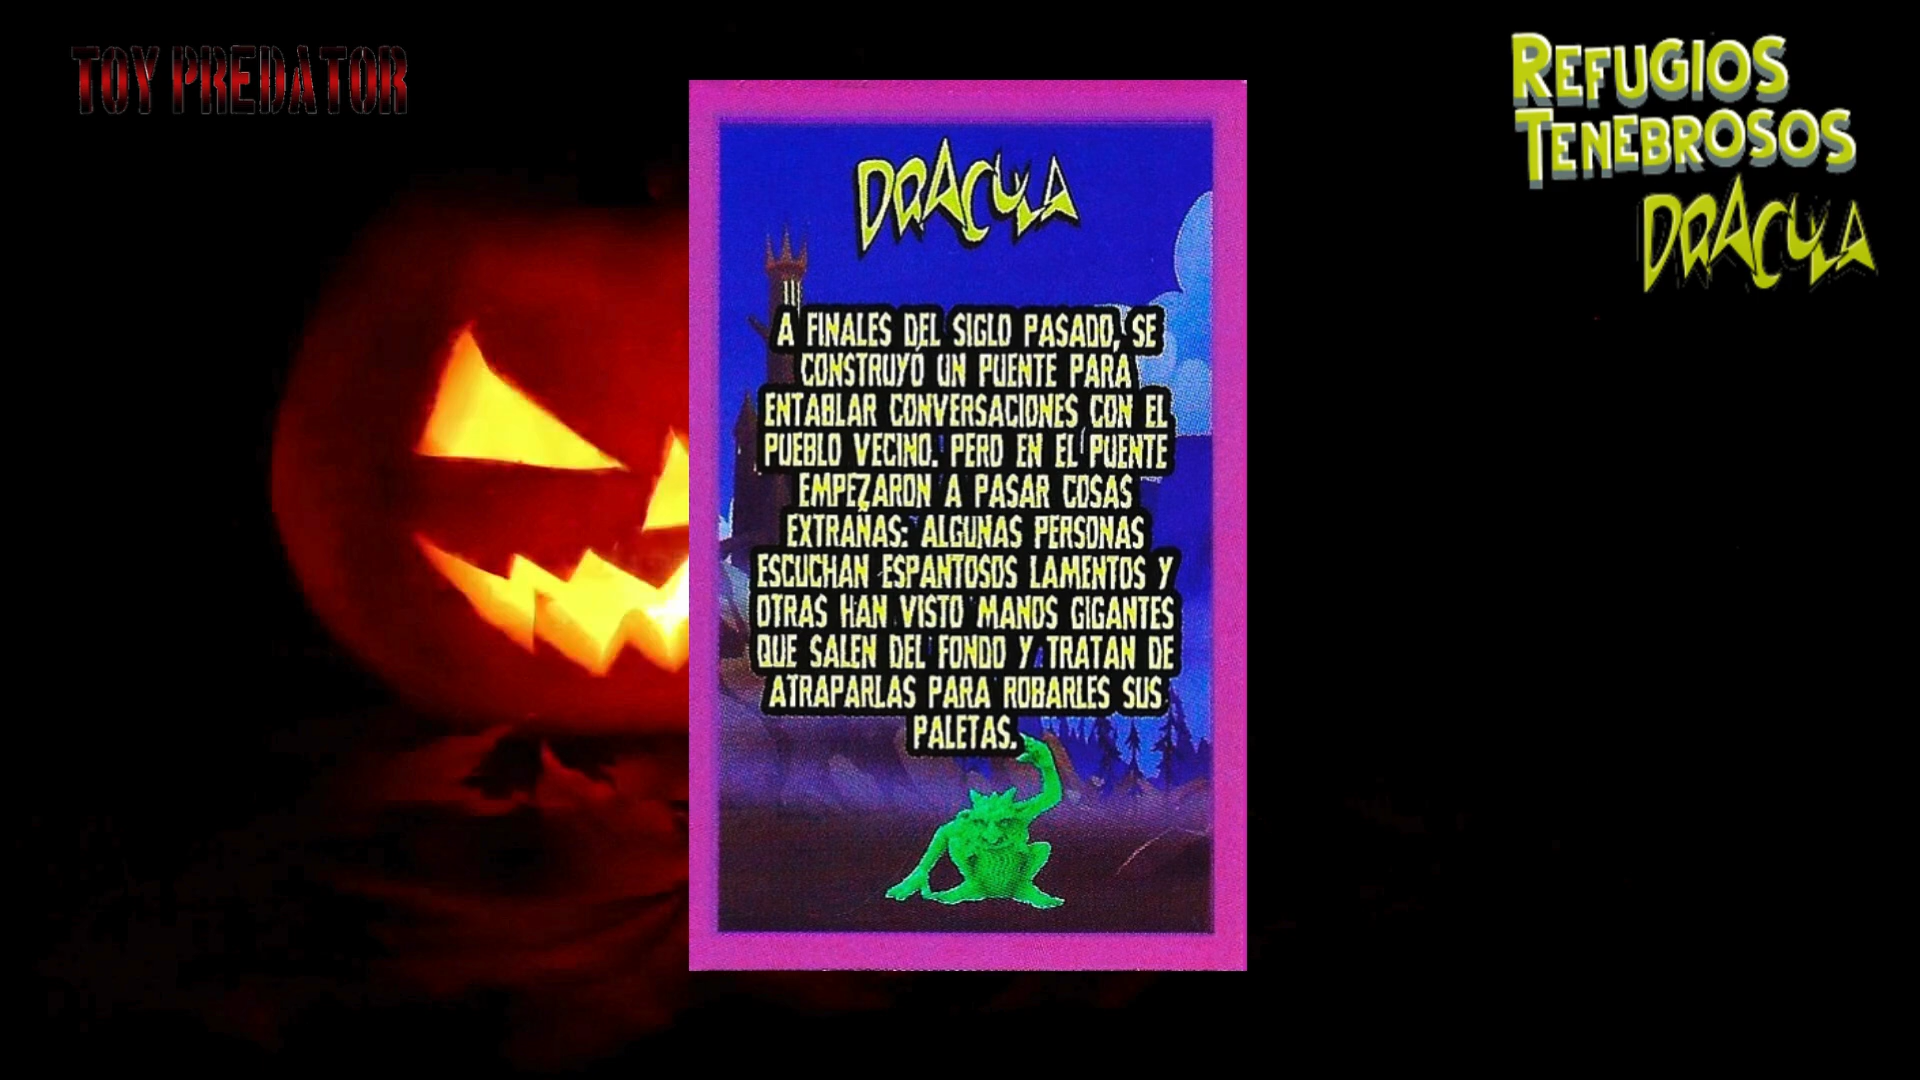 TOY PREDATOR
REFUGIOS
TENEBROSOS
DRACULA
DRACULA
A FINALES DEL SIGLO PASADO, SE
CONSTRUYÓ UN PUENTE PARA
ENTABLAR CONVERSACIONES CON EL
PUEBLO VECINO. PERO EN EL PUENTE
EMPEZARON A PASAR COSAS
EXTRAÑAS: ALGUNAS PERSONAS
ESCUCHAN ESPANTOSOS LAMENTOS Y
OTRAS HAN VISTO MANOS GIGANTES
QUE SALEN DEL FONDO Y TRATAN DE
ATRAPARLAS PARA ROBARLES SUS
PALETAS.